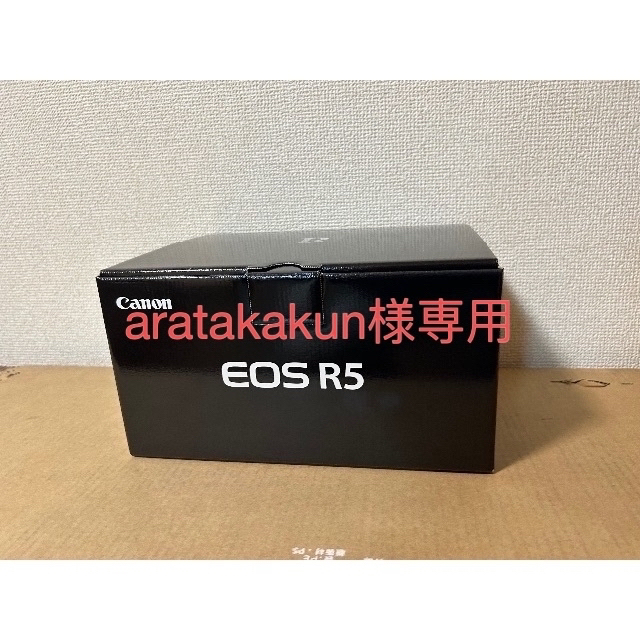 Canon
aratakakun様専用
EOS R5